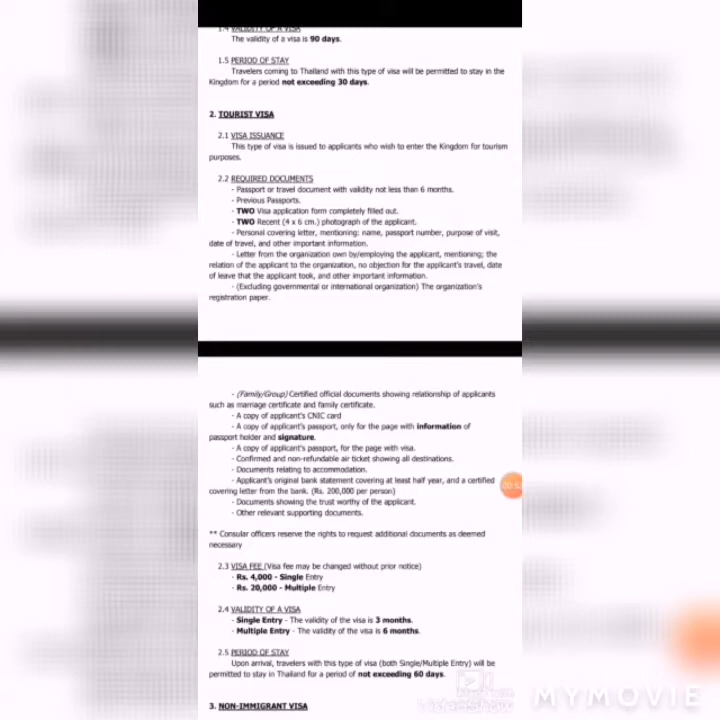 1.4 VALIDITY OF A VISA
The validity of a visa is 90 days.
1.5 PERIOD OF STAY
Travelers coming to Thailand with this type of visa will be permitted to stay in the
Kingdom for a period not exceeding 30 days.
2. TOURIST VISA
2.1 VISA ISSUANCE
This type of visa is issued to applicants who wish to enter the Kingdom for tourism
purposes.
2.2 REQUIRED DOCUMENTS
- Passport or travel document with validity not less than 6 months.
- Previous Passports.
- TWO Visa application form completely filled out.
- TWO Recent (4 x 6 cm.) photograph of the applicant.
- Personal covering letter, mentioning: name, passport number, purpose of visit,
date of travel, and other important information.
- Letter from the organization own by/employing the applicant, mentioning; the
relation of the applicant to the organization, no objection for the applicant's travel, date
of leave that the applicant took, and other important information.
- (Excluding governmental or international organization) The organization's
registration paper.
- (Family/Group) Certified official documents showing relationship of applicants
such as marriage certificate and family certificate.
- A copy of applicant's CNIC card
- A copy of applicant's passport, only for the page with information of
passport holder and signature.
- A copy of applicant's passport, for the page with visa.
- Confirmed and non-refundable air ticket showing all destinations.
- Documents relating to accommodation.
- Applicant's original bank statement covering at least half year, and a certified
covering letter from the bank. (Rs. 200,000 per person)
- Documents showing the trust worthy of the applicant.
- Other relevant supporting documents.
** Consular officers reserve the rights to request additional documents as deemed
necessary
2.3 VISA FEE (Visa fee may be changed without prior notice)
- Rs. 4,000 - Single Entry
- Rs. 20,000 - Multiple Entry
2.4 VALIDITY OF A VISA
- Single Entry - The validity of the visa is 3 months.
- Multiple Entry - The validity of the visa is 6 months.
2.5 PERIOD OF STAY
Upon arrival, travelers with this type of visa (both Single/Multiple Entry) will be
permitted to stay in Thailand for a period of not exceeding 60 days.
3. NON-IMMIGRANT VISA
VideoShow
MYMOVIE